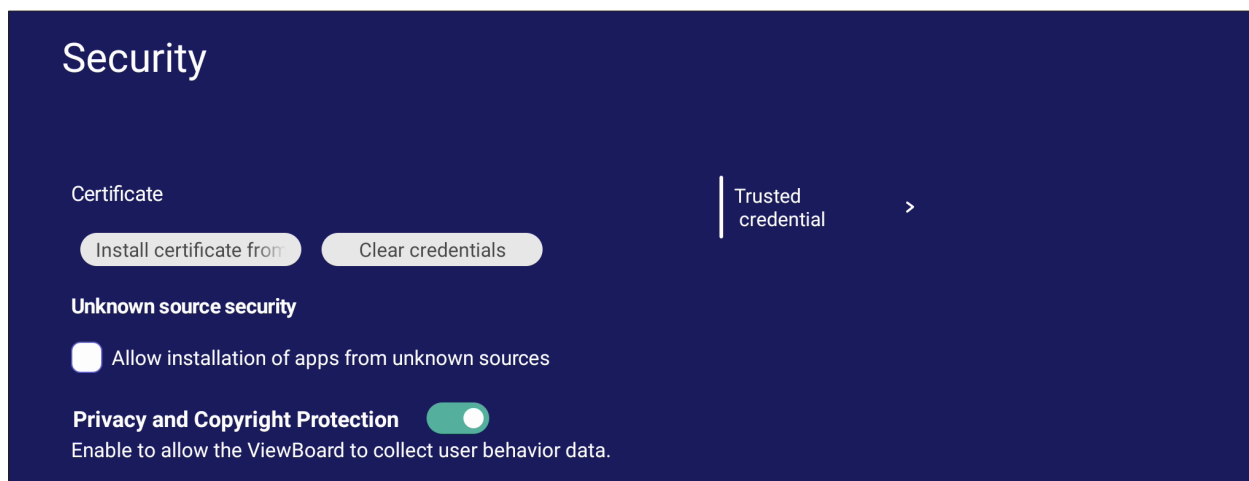 Security
Certificate
Install certificate from
Clear credentials
Trusted
credential
Unknown source security
Allow installation of apps from unknown sources
Privacy and Copyright Protection
Enable to allow the ViewBoard to collect user behavior data.